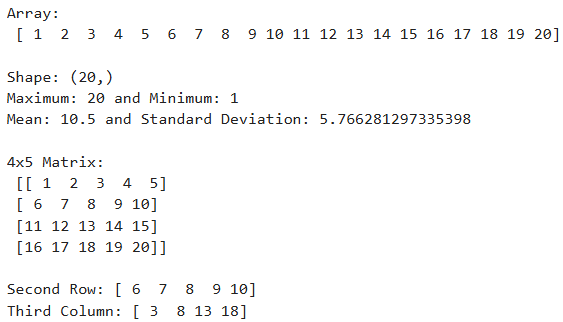 Array:
 [ 1  2  3  4  5  6  7  8  9 10 11 12 13 14 15 16 17 18 19 20]

Shape: (20,)
Maximum: 20 and Minimum: 1
Mean: 10.5 and Standard Deviation: 5.766281297335398

4x5 Matrix:
 [[ 1  2  3  4  5]
 [ 6  7  8  9 10]
 [11 12 13 14 15]
 [16 17 18 19 20]]

Second Row: [ 6  7  8  9 10]
Third Column: [ 3  8 13 18]